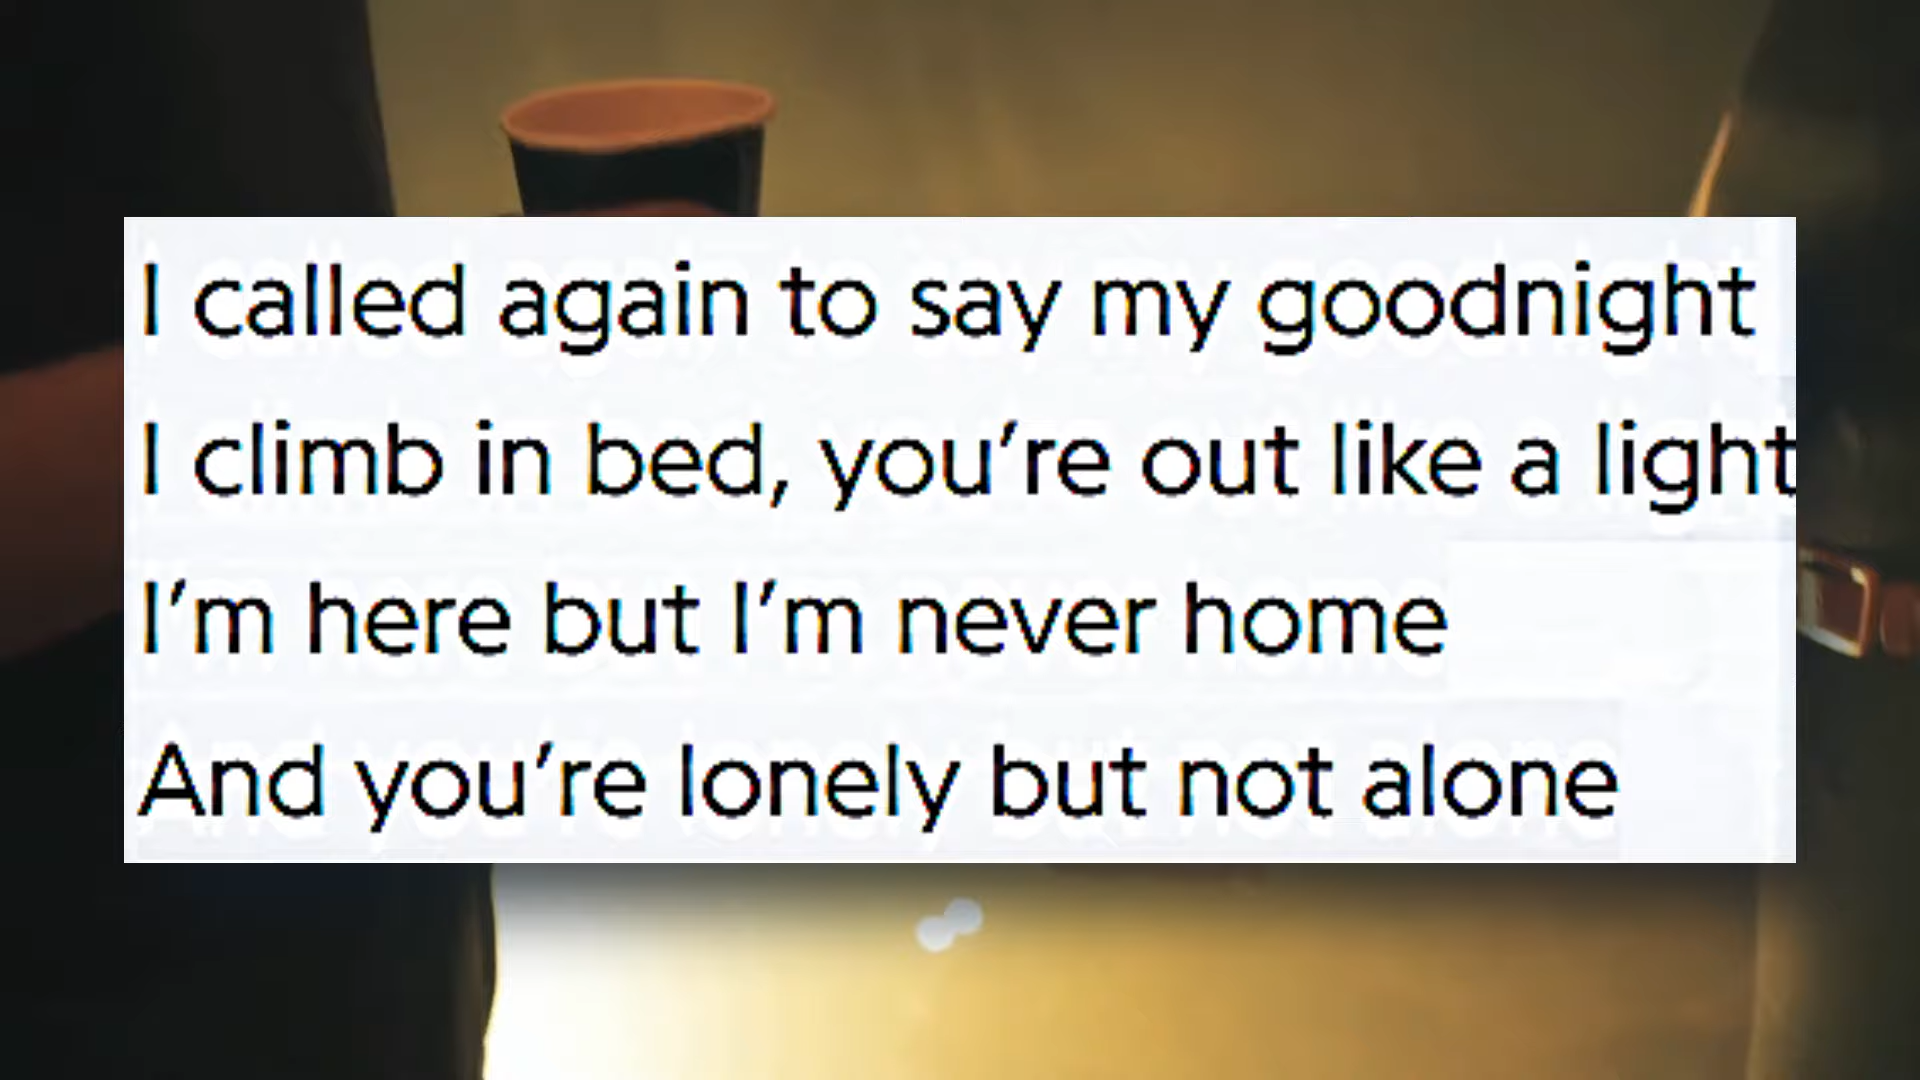 I called again to say my goodnight
I climb in bed, you’re out like a light
I’m here but I’m never home
And you’re lonely but not alone